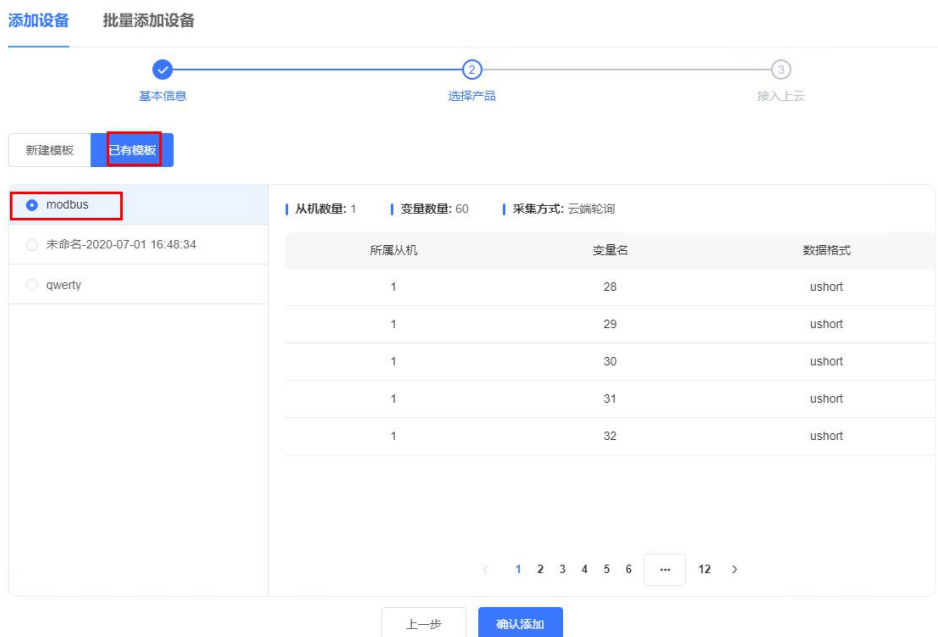 添加设备 批量添加设备
2 3
基本信息 选择产品 接入上云
新建模板 已有模板
modbus
未命名-2020-07-01 16:48:34
qwerty
从机数量: 1 变量数量: 60 采集方式: 云端轮询
所属从机 变量名 数据格式
1 28 ushort
1 29 ushort
1 30 ushort
1 31 ushort
1 32 ushort
< 1 2 3 4 5 6 ... 12 >
上一步 确认添加